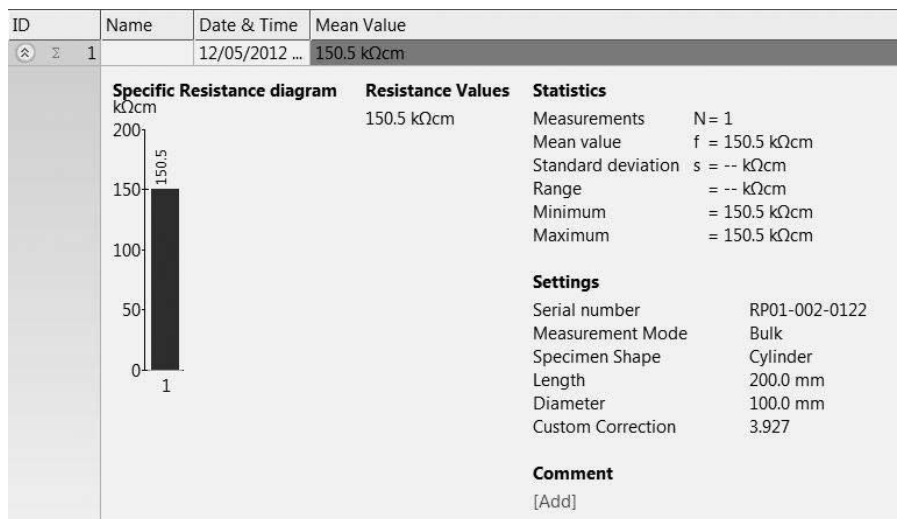 ID Name Date & Time Mean Value
Σ 1 12/05/2012 ... 150.5 kΩcm
Specific Resistance diagram
kΩcm
200
150
100
50
0
150.5
1
Resistance Values
150.5 kΩcm
Statistics
Measurements N = 1
Mean value f = 150.5 kΩcm
Standard deviation s = -- kΩcm
Range = -- kΩcm
Minimum = 150.5 kΩcm
Maximum = 150.5 kΩcm
Settings
Serial number RP01-002-0122
Measurement Mode Bulk
Specimen Shape Cylinder
Length 200.0 mm
Diameter 100.0 mm
Custom Correction 3.927
Comment
[Add]